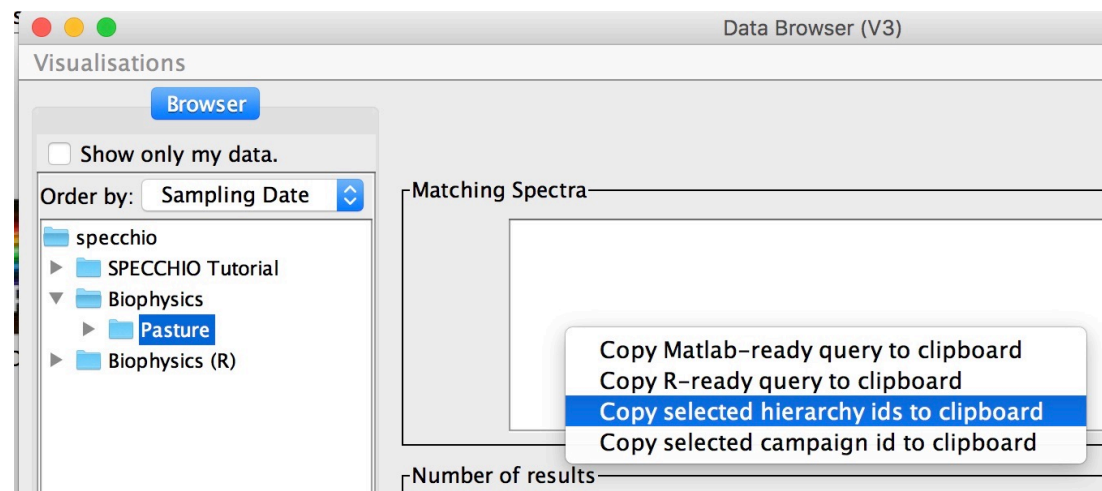 Data Browser (V3)
Visualisations
Browser
Show only my data.
Order by: Sampling Date
specchio
SPECCHIO Tutorial
Biophysics
Pasture
Biophysics (R)
Matching Spectra
Copy Matlab-ready query to clipboard
Copy R-ready query to clipboard
Copy selected hierarchy ids to clipboard
Copy selected campaign id to clipboard
Number of results